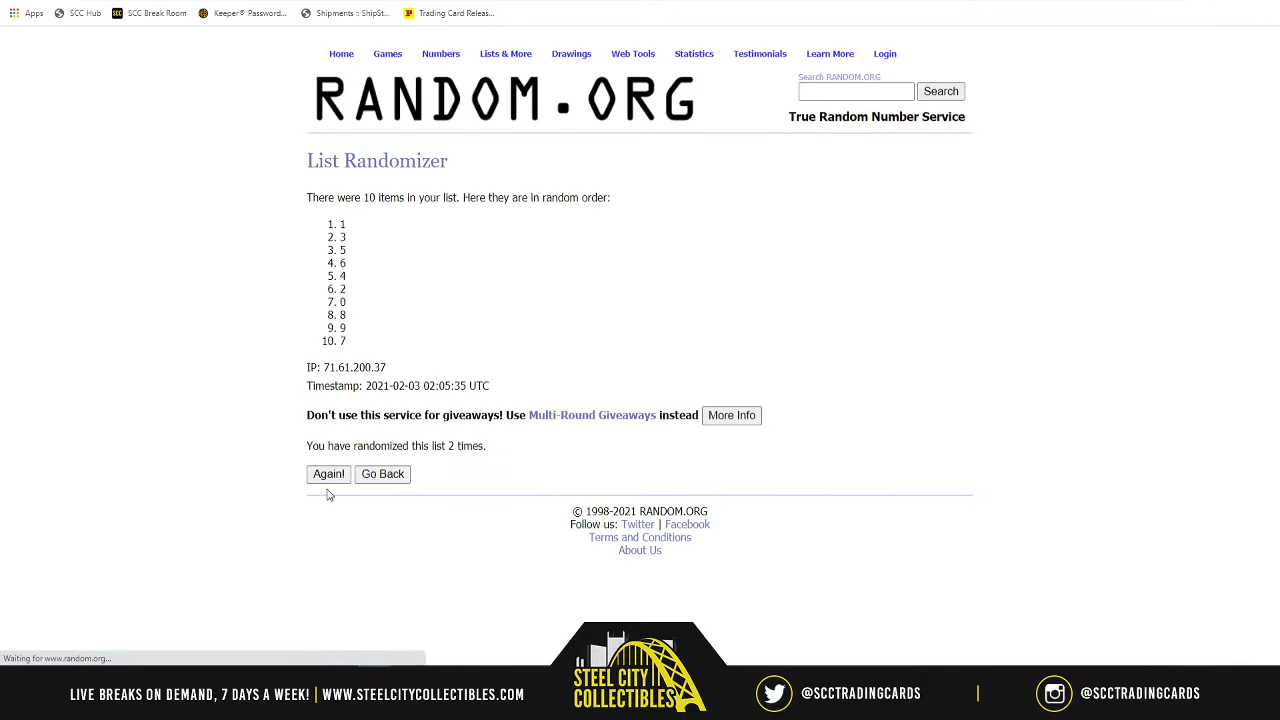 Apps SCC Hub SCC Break Room Keeper® Password... Shipments :: ShipSt... Trading Card Releas...
Home Games Numbers Lists & More Drawings Web Tools Statistics Testimonials Learn More Login
RANDOM.ORG
Search RANDOM.ORG
Search
True Random Number Service
List Randomizer
There were 10 items in your list. Here they are in random order:
1. 1
2. 3
3. 5
4. 6
5. 4
6. 2
7. 0
8. 8
9. 9
10. 7
IP: 71.61.200.37
Timestamp: 2021-02-03 02:05:35 UTC
Don't use this service for giveaways! Use Multi-Round Giveaways instead More Info
You have randomized this list 2 times.
Again! Go Back
© 1998-2021 RANDOM.ORG
Follow us: Twitter | Facebook
Terms and Conditions
About Us
Waiting for www.random.org...
LIVE BREAKS ON DEMAND, 7 DAYS A WEEK! | WWW.STEELCITYCOLLECTIBLES.COM
STEEL CITY
COLLECTIBLES
@SCCTRADINGCARDS | @SCCTRADINGCARDS